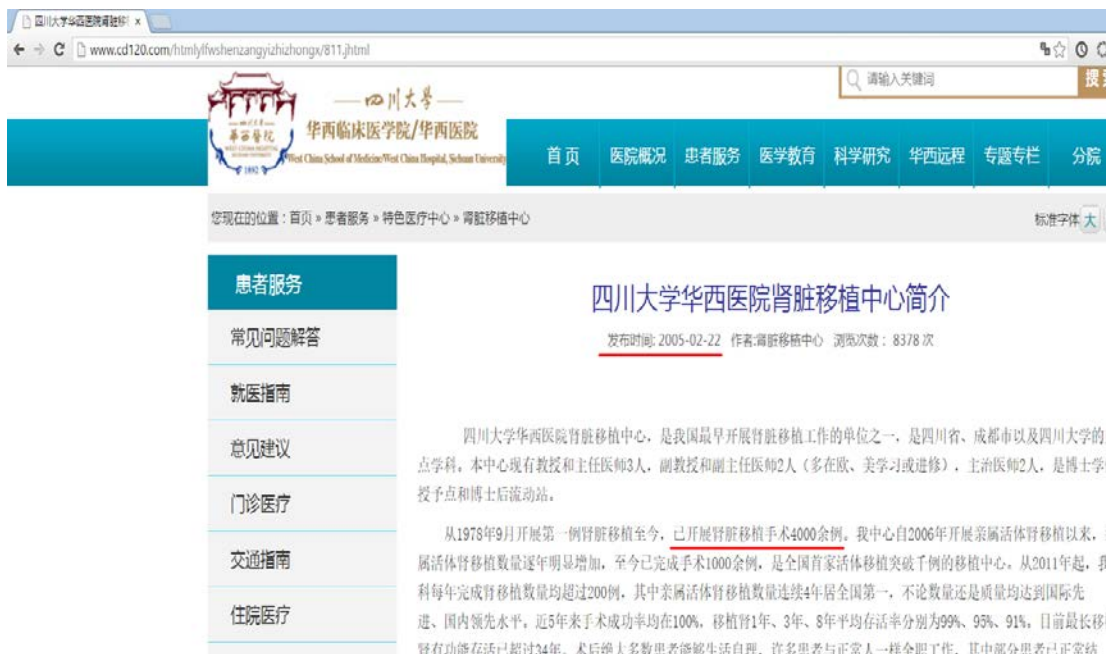 四川大学华西医院肾脏移 ×
www.cd120.com/htmlylfwshenzangyizhizhongx/811.jhtml
请输入关键词
搜
四川大学
华西临床医学院/华西医院
West China School of Medicine/West China Hospital, Sichuan University
華西醫院
1892
首页 医院概况 患者服务 医学教育 科学研究 华西远程 专题专栏 分院
您现在的位置：首页 » 患者服务 » 特色医疗中心 » 肾脏移植中心
标准字体 大
患者服务
常见问题解答
就医指南
意见建议
门诊医疗
交通指南
住院医疗
四川大学华西医院肾脏移植中心简介
发布时间: 2005-02-22 作者:肾脏移植中心 浏览次数： 8378 次
四川大学华西医院肾脏移植中心，是我国最早开展肾脏移植工作的单位之一，是四川省、成都市以及四川大学的
点学科。本中心现有教授和主任医师3人，副教授和副主任医师2人（多在欧、美学习或进修），主治医师2人，是博士学
授予点和博士后流动站。
从1978年9月开展第一例肾脏移植至今，已开展肾脏移植手术4000余例。我中心自2006年开展亲属活体肾移植以来，
属活体肾移植数量逐年明显增加，至今已完成手术1000余例，是全国首家活体移植突破千例的移植中心。从2011年起，我
科每年完成肾移植数量均超过200例，其中亲属活体肾移植数量连续4年居全国第一，不论数量还是质量均达到国际先
进、国内领先水平。近5年来手术成功率均在100%，移植肾1年、3年、8年平均存活率分别为99%、95%、91%。目前最长移
肾有功能存活已超过34年。术后绝大多数患者能够生活自理，许多患者与正常人一样全职工作，其中部分患者已正常结